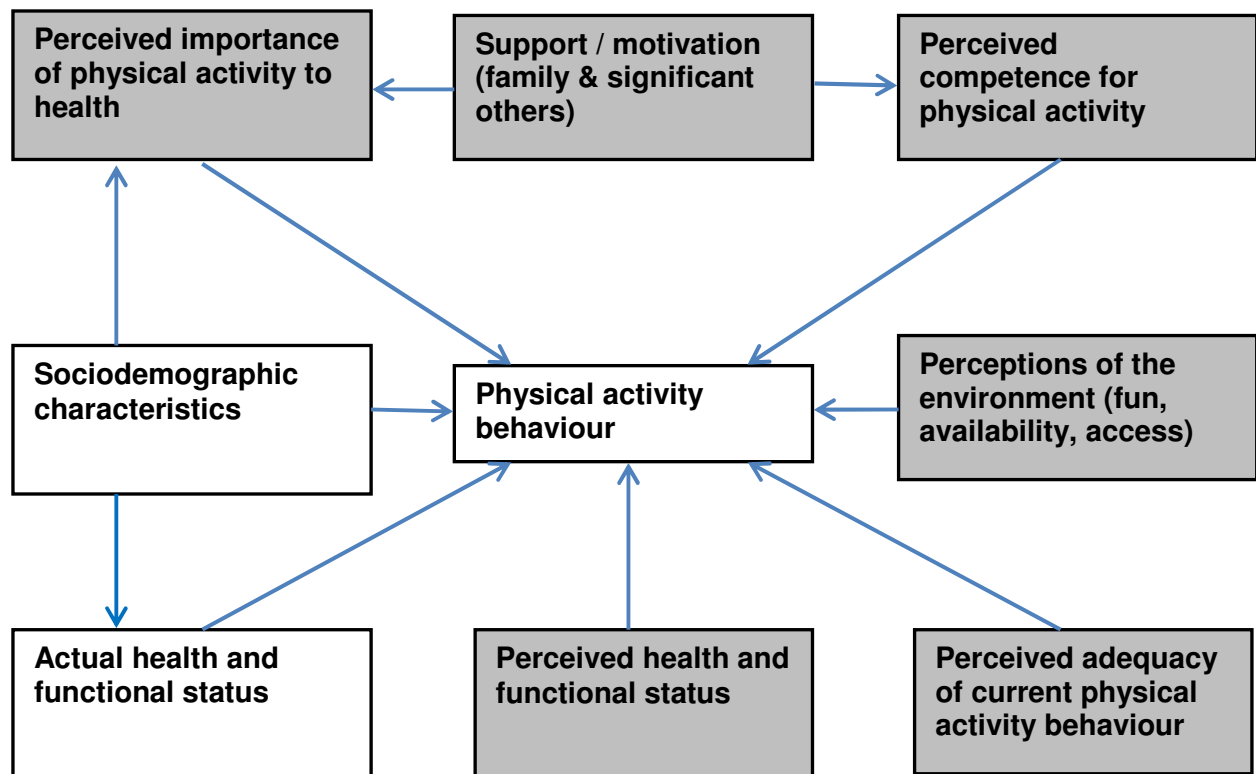 Perceived importance
of physical activity to
health
Support / motivation
(family & significant
others)
Perceived
competence for
physical activity
Sociodemographic
characteristics
Physical activity
behaviour
Perceptions of the
environment (fun,
availability, access)
Actual health and
functional status
Perceived health and
functional status
Perceived adequacy
of current physical
activity behaviour